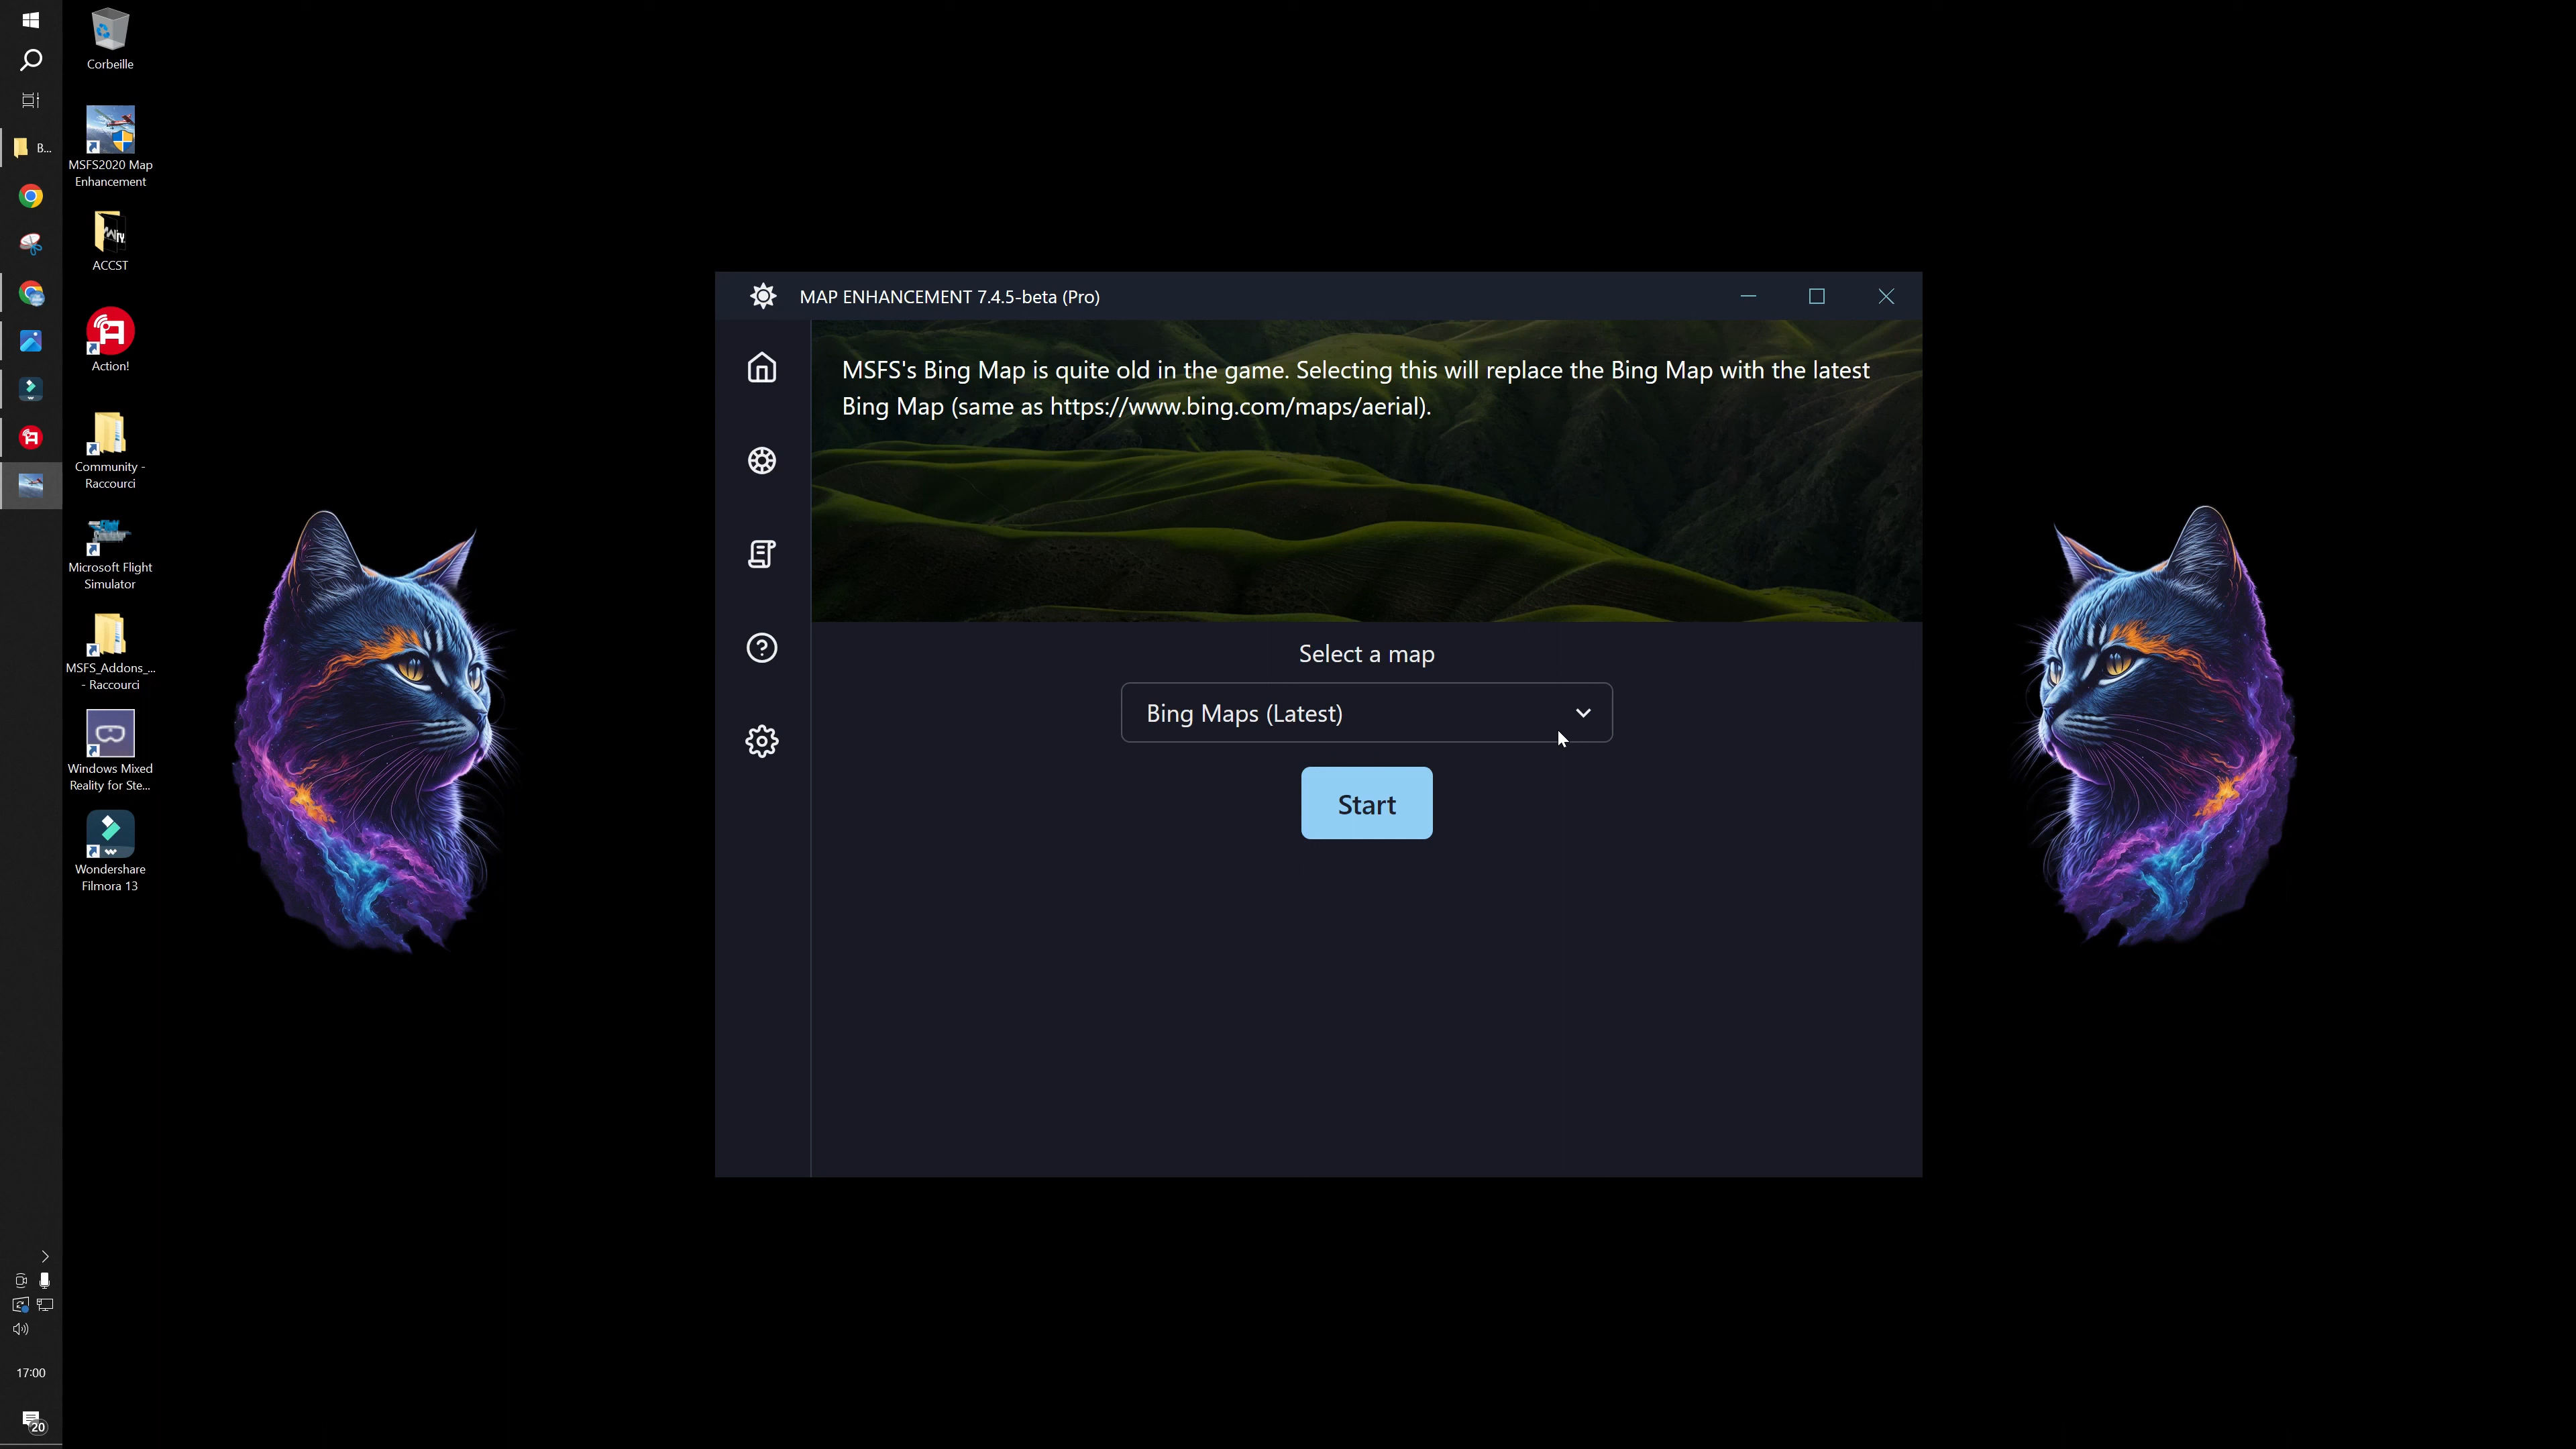 Corbeille
MSFS2020 Map
Enhancement
B...
ACCST
Action!
Community -
Raccourci
Microsoft Flight
Simulator
MSFS_Addons_...
- Raccourci
Windows Mixed
Reality for Ste...
Wondershare
Filmora 13
17:00
20
MAP ENHANCEMENT 7.4.5-beta (Pro)
MSFS's Bing Map is quite old in the game. Selecting this will replace the Bing Map with the latest
Bing Map (same as https://www.bing.com/maps/aerial).
Select a map
Bing Maps (Latest)
Start